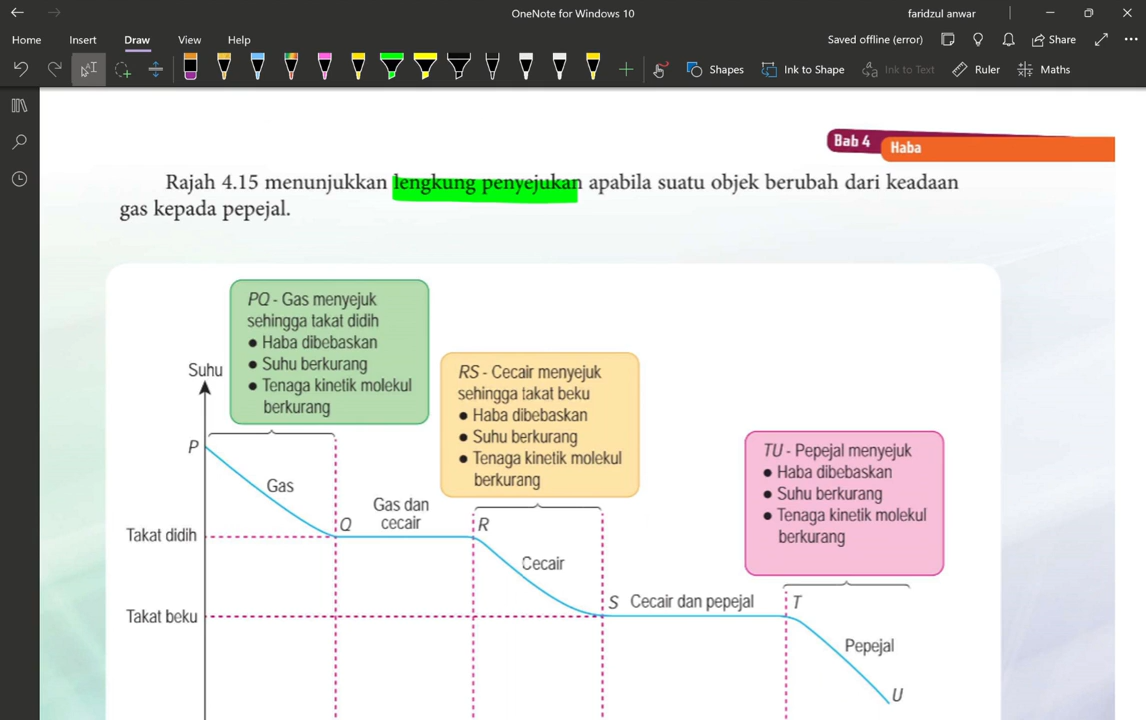 OneNote for Windows 10
faridzul anwar
Home
Insert
Draw
View
Help
Saved offline (error)
Share
Shapes
Ink to Shape
Ink to Text
Ruler
Maths
Bab 4
Haba
Rajah 4.15 menunjukkan lengkung penyejukan apabila suatu objek berubah dari keadaan
gas kepada pepejal.
PQ - Gas menyejuk
sehingga takat didih
• Haba dibebaskan
• Suhu berkurang
• Tenaga kinetik molekul
berkurang
RS - Cecair menyejuk
sehingga takat beku
• Haba dibebaskan
• Suhu berkurang
• Tenaga kinetik molekul
berkurang
TU - Pepejal menyejuk
• Haba dibebaskan
• Suhu berkurang
• Tenaga kinetik molekul
berkurang
Suhu
P
Gas
Q
Gas dan
cecair
R
Takat didih
Cecair
S
Cecair dan pepejal
T
Takat beku
Pepejal
U